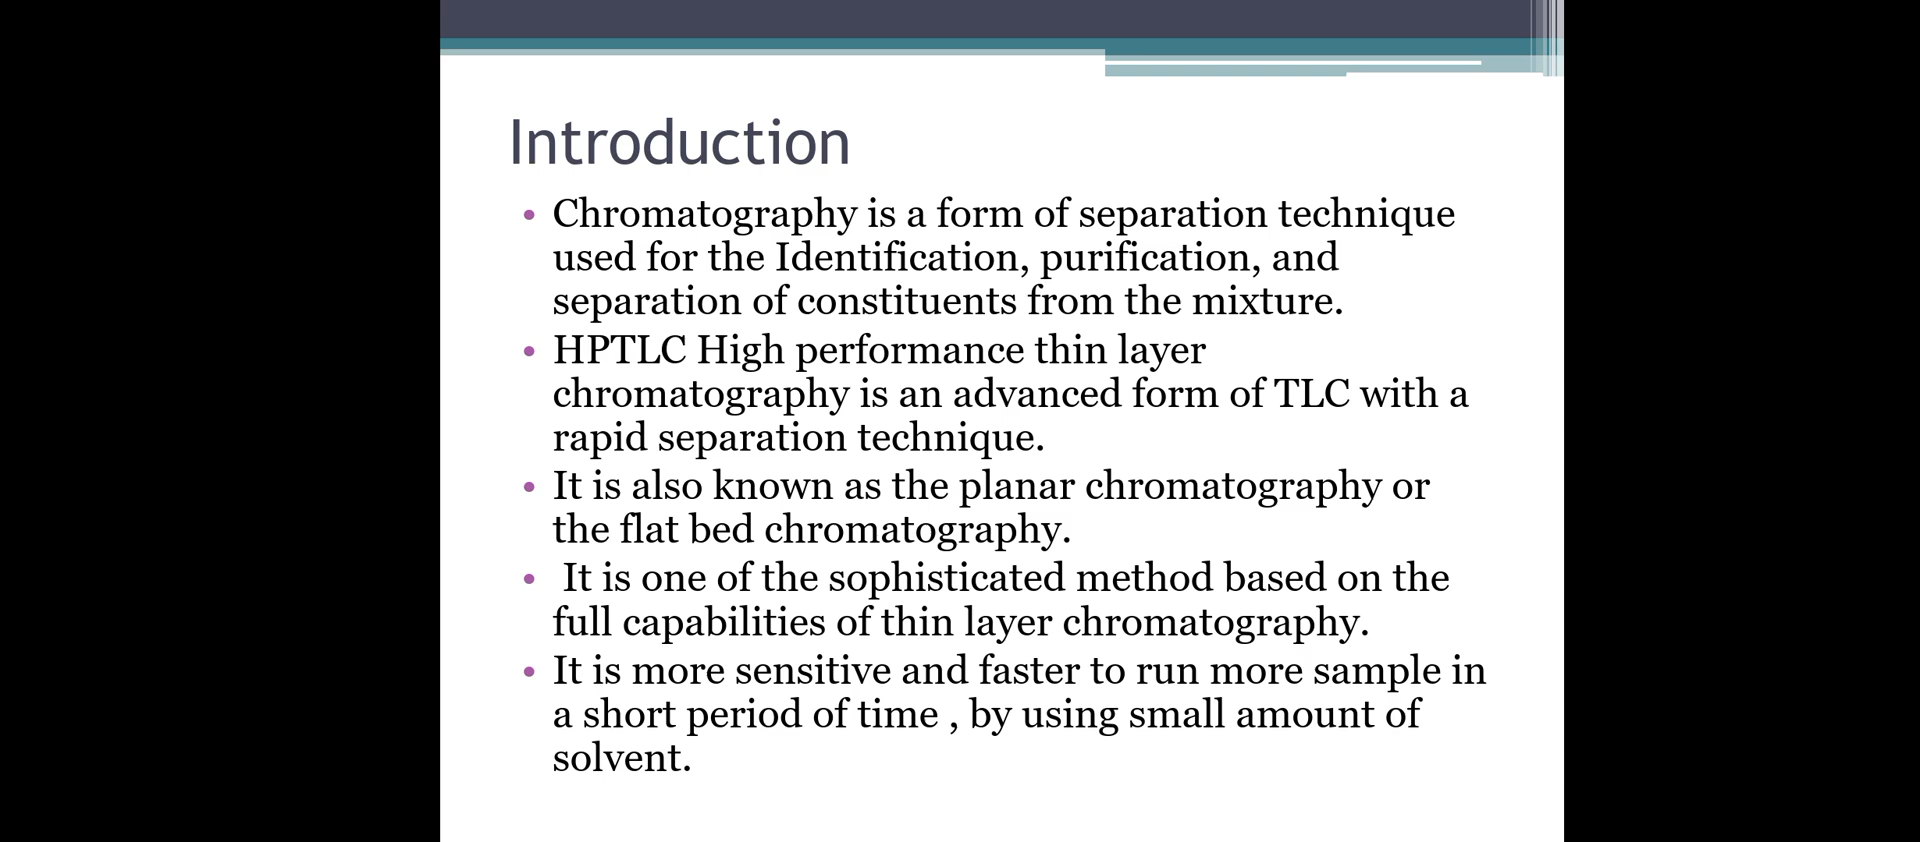 Introduction
• Chromatography is a form of separation technique
used for the Identification, purification, and
separation of constituents from the mixture.
• HPTLC High performance thin layer
chromatography is an advanced form of TLC with a
rapid separation technique.
• It is also known as the planar chromatography or
the flat bed chromatography.
• It is one of the sophisticated method based on the
full capabilities of thin layer chromatography.
• It is more sensitive and faster to run more sample in
a short period of time , by using small amount of
solvent.